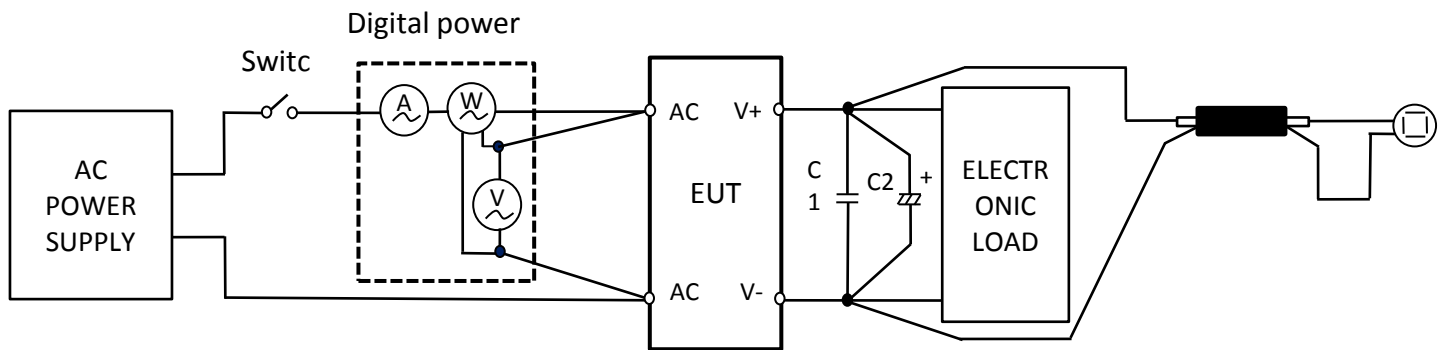 Digital power
Switc
A
W
V
AC
POWER
SUPPLY
AC
V+
EUT
AC
V-
C
1
C2
+
ELECTR
ONIC
LOAD